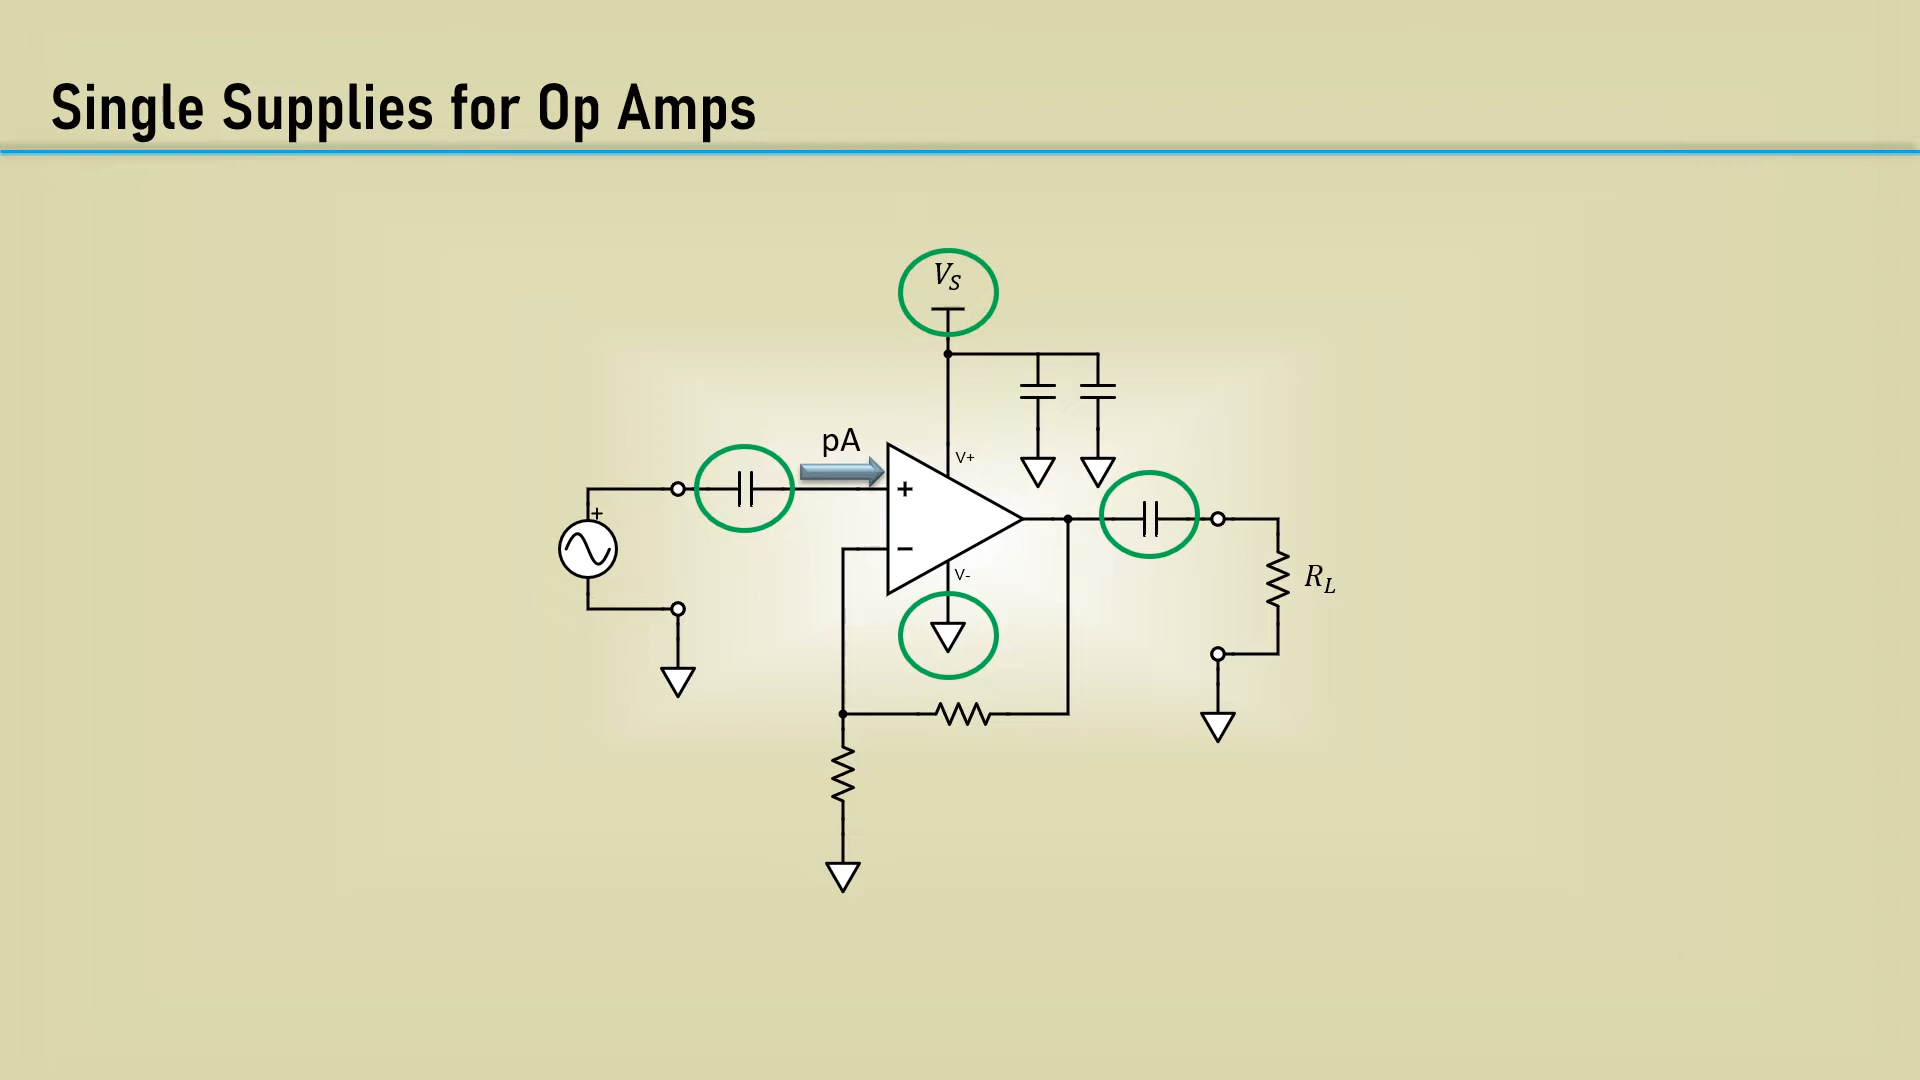 Single Supplies for Op Amps
V_S
pA
V+
+
+
−
V-
R_L